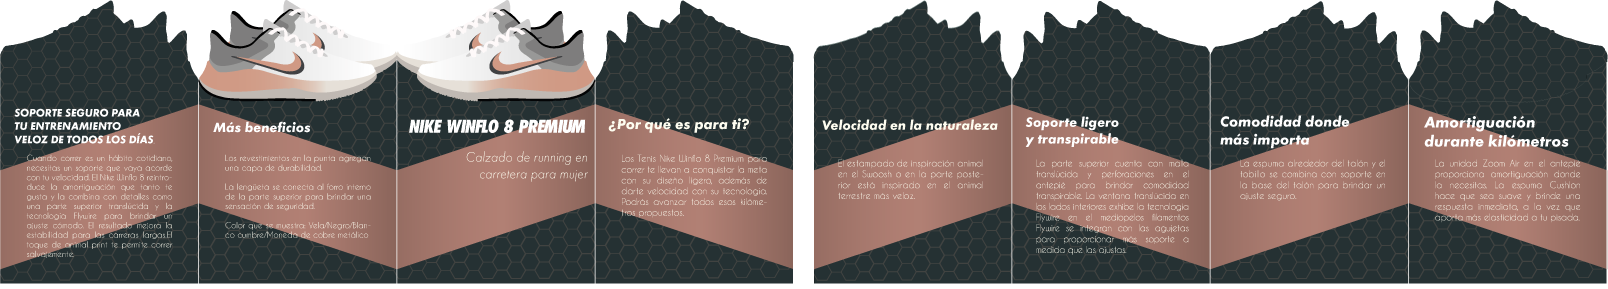 SOPORTE SEGURO PARA
TU ENTRENAMIENTO
VELOZ DE TODOS LOS DÍAS
Cuando correr es un hábito cotidiano,
necesitas un soporte que vaya acorde
con tu velocidad. El Nike Winflo 8 reintro-
duce la amortiguación que tanto te
gusta y la combina con detalles como
una parte superior translúcida y la
tecnología Flywire para brindar un
ajuste cómodo. El resultado mejora la
estabilidad para las carreras largas.El
toque de animal print te permite correr
salvajemente.
Más beneficios
Los revestimientos en la punta agregan
una capa de durabilidad.
La lengüeta se conecta al forro interno
de la parte superior para brindar una
sensación de seguridad.
Color que se muestra: Vela/Negro/Blan-
co cumbre/Moneda de cobre metálico
NIKE WINFLO 8 PREMIUM
Calzado de running en
carretera para mujer
¿Por qué es para ti?
Los Tenis Nike Winflo 8 Premium para
correr te llevan a conquistar la meta
con su diseño ligero, además de
darte velocidad con su tecnología.
Podrás avanzar todos esos kilóme-
tros propuestos.
Velocidad en la naturaleza
El estampado de inspiración animal
en el Swoosh o en la parte poste-
rior está inspirado en el animal
terrestre más veloz.
Soporte ligero
y transpirable
La parte superior cuenta con malla
translúcida y perforaciones en el
antepié para brindar comodidad
transpirable. La ventana translúcida en
los lados interiores exhibe la tecnología
Flywire en el mediopelos filamentos
Flywire se integran con las agujetas
para proporcionar más soporte a
medida que las ajustas.
Comodidad donde
más importa
La espuma alrededor del talón y el
tobillo se combina con soporte en
la base del talón para brindar un
ajuste seguro.
Amortiguación
durante kilómetros
La unidad Zoom Air en el antepié
proporciona amortiguación donde
la necesitas. La espuma Cushlon
hace que sea suave y brinde una
respuesta inmediata, a la vez que
aporta más elasticidad a tu pisada.